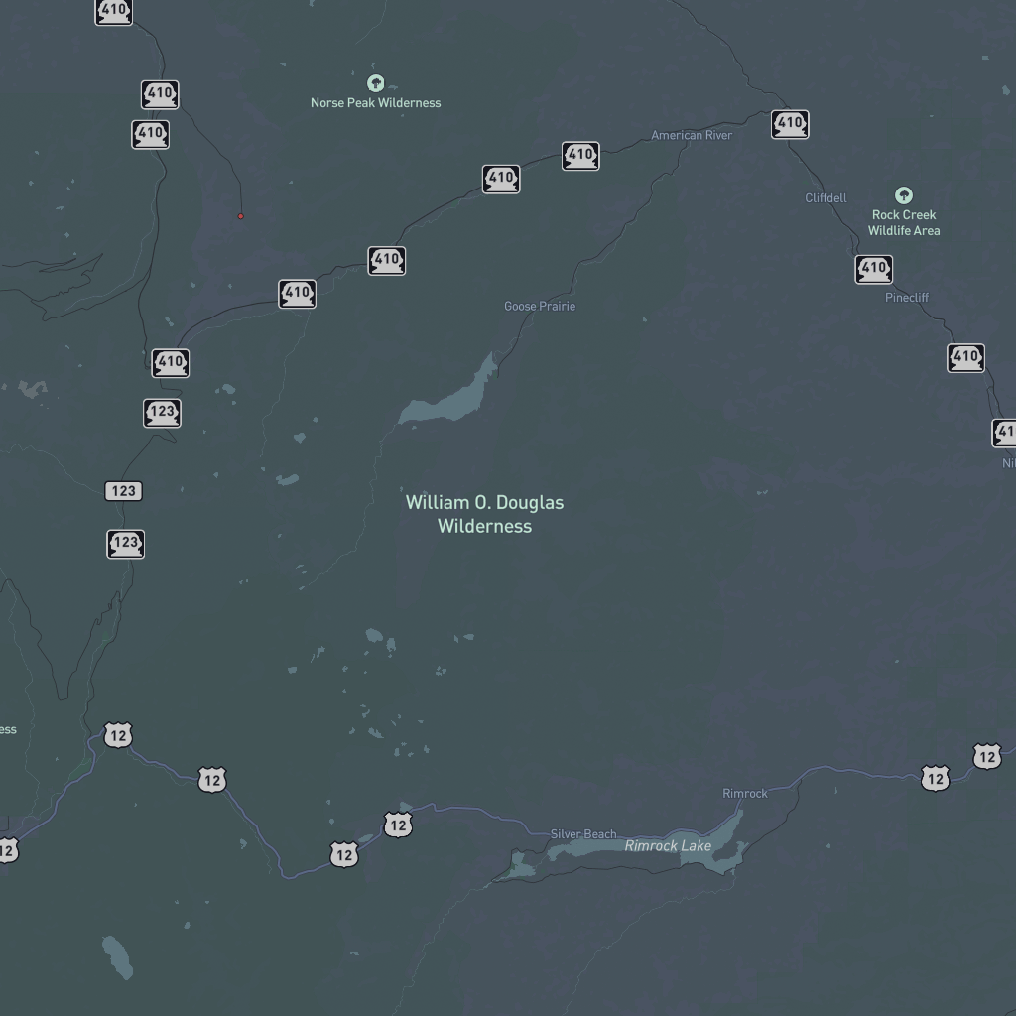 410
Norse Peak Wilderness
410
410
410
American River
410
410
Cliffdell
Rock Creek
Wildlife Area
410
410
410
Pinecliff
Goose Prairie
410
410
123
41
Nil
123
William O. Douglas
Wilderness
123
ess
12
12
12
12
Rimrock
12
12
Silver Beach
Rimrock Lake
12
12